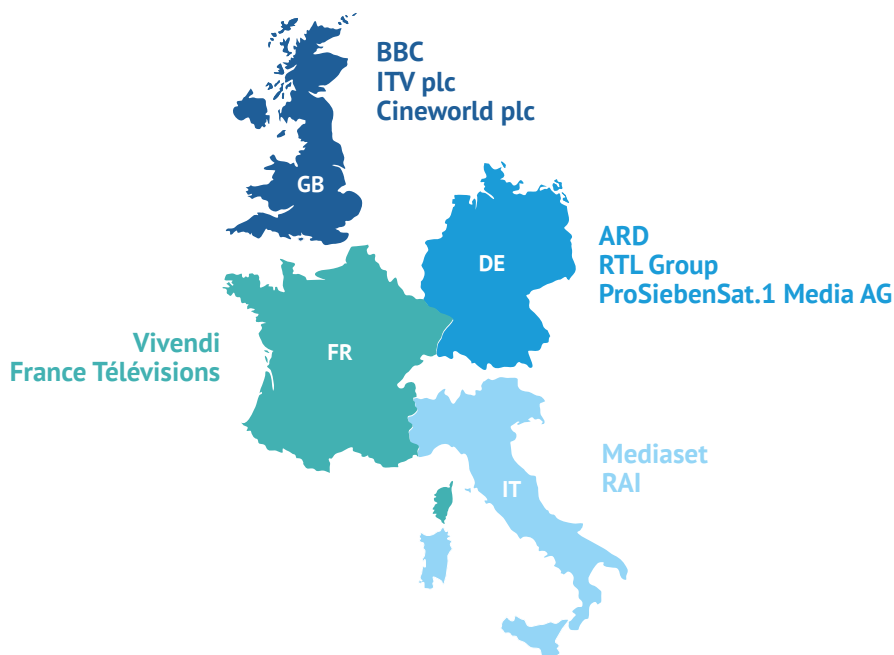 BBC
ITV plc
Cineworld plc
GB
DE
ARD
RTL Group
ProSiebenSat.1 Media AG
Vivendi
France Télévisions
FR
Mediaset
RAI
IT